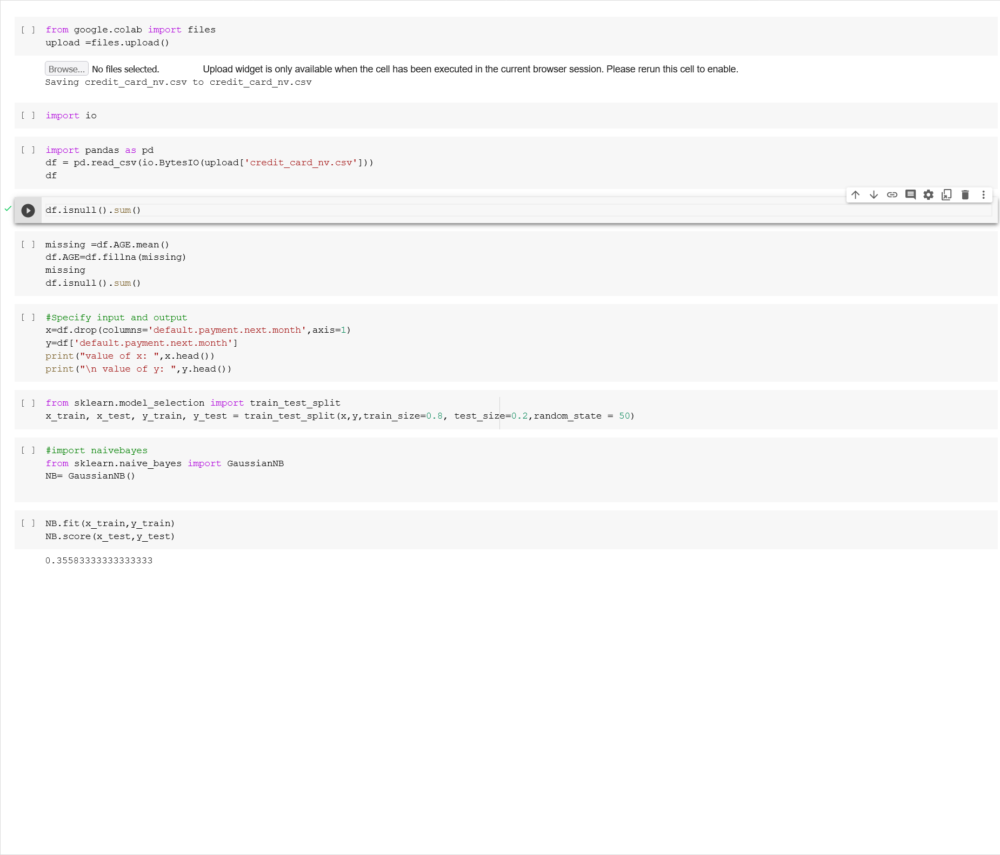 [ ] from google.colab import files
upload =files.upload()
Browse... No files selected. Upload widget is only available when the cell has been executed in the current browser session. Please rerun this cell to enable.
Saving credit_card_nv.csv to credit_card_nv.csv
[ ] import io
[ ] import pandas as pd
df = pd.read_csv(io.BytesIO(upload['credit_card_nv.csv']))
df
df.isnull().sum()
[ ] missing =df.AGE.mean()
df.AGE=df.fillna(missing)
missing
df.isnull().sum()
[ ] #Specify input and output
x=df.drop(columns='default.payment.next.month',axis=1)
y=df['default.payment.next.month']
print("value of x: ",x.head())
print("\n value of y: ",y.head())
[ ] from sklearn.model_selection import train_test_split
x_train, x_test, y_train, y_test = train_test_split(x,y,train_size=0.8, test_size=0.2,random_state = 50)
[ ] #import naivebayes
from sklearn.naive_bayes import GaussianNB
NB= GaussianNB()
[ ] NB.fit(x_train,y_train)
NB.score(x_test,y_test)
0.35583333333333333